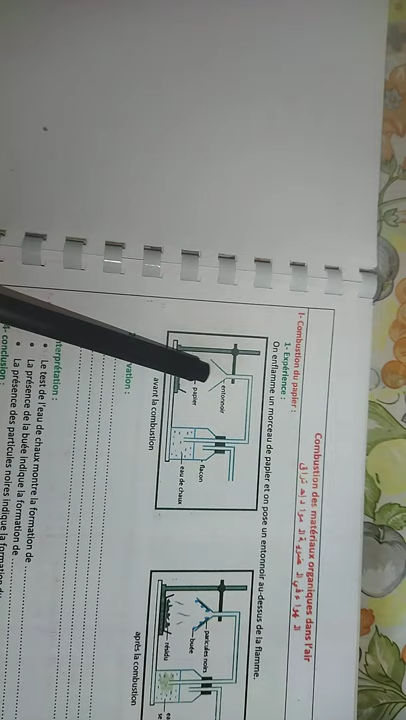 Combustion des matériaux organiques dans l'air
I- Combustion du papier :
1- Expérience :
On enflamme un morceau de papier et on pose un entonnoir au-dessus de la flamme.
entonnoir
papier
flacon
eau de chaux
avant la combustion
paricules noirs
buée
résidu
après la combustion
vation :
terprétation :
• Le test de l'eau de chaux montre la formation de
• La présence de la buée indique la formation de
• La présence des particules noires indique la formation
conclusion :